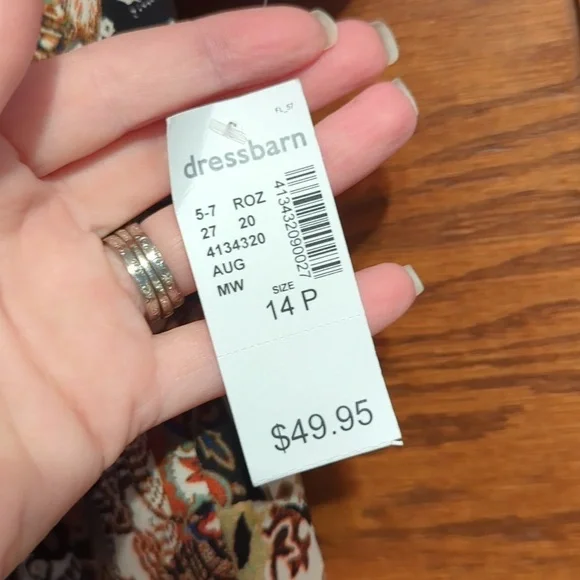 FL_57
dressbarn
5-7 ROZ
27 20
4134320
AUG
MW
413432090027
SIZE
14 P
$49.95